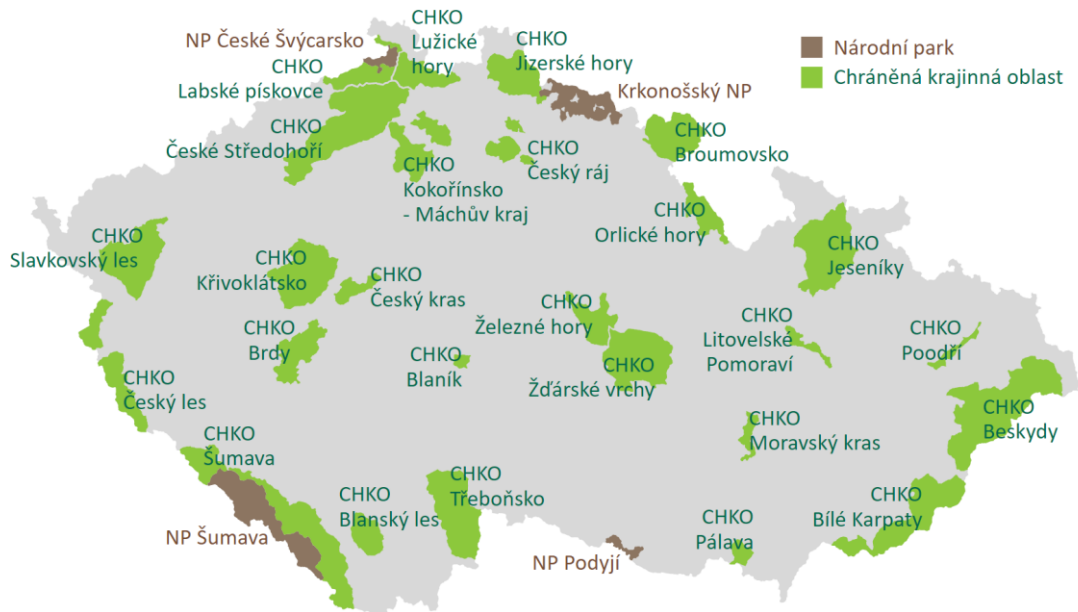 CHKO
Lužické
hory
NP České Švýcarsko
CHKO
Jizerské hory
Národní park
Chráněná krajinná oblast
CHKO
Labské pískovce
Krkonošský NP
CHKO
České Středohoří
CHKO
Broumovsko
CHKO
Kokořínsko
- Máchův kraj
CHKO
Český ráj
CHKO
Orlické hory
CHKO
Slavkovský les
CHKO
Křivoklátsko
CHKO
Český kras
CHKO
Jeseníky
CHKO
Železné hory
CHKO
Litovelské
Pomoraví
CHKO
Poodří
CHKO
Brdy
CHKO
Blaník
CHKO
Žďárské vrchy
CHKO
Český les
CHKO
Moravský kras
CHKO
Beskydy
CHKO
Šumava
CHKO
Třeboňsko
CHKO
Blanský les
CHKO
Bílé Karpaty
NP Šumava
CHKO
Pálava
NP Podyjí